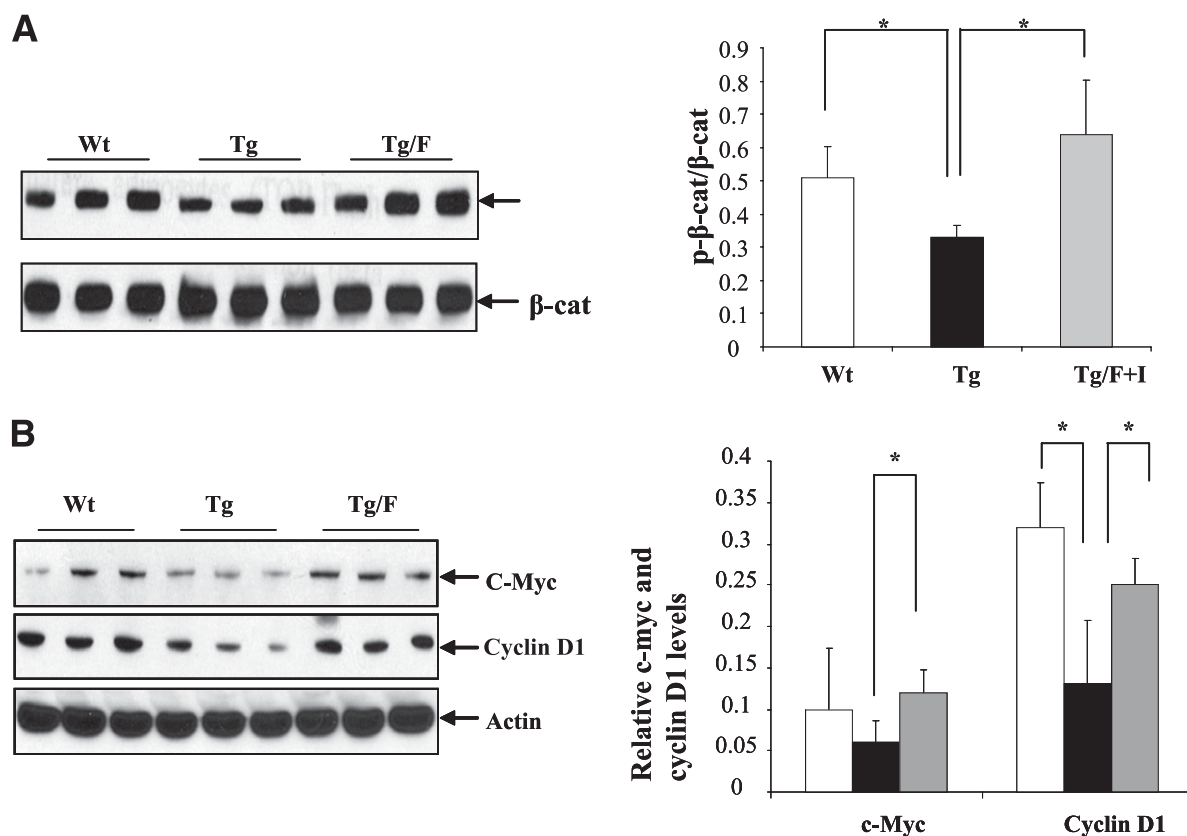 A
Wt Tg Tg/F
β-cat
p-β-cat/β-cat
0.9
0.8
0.7
0.6
0.5
0.4
0.3
0.2
0.1
0
* *
Wt Tg Tg/F+I
B
Wt Tg Tg/F
C-Myc
Cyclin D1
Actin
Relative c-myc and
cyclin D1 levels
0.4
0.35
0.3
0.25
0.2
0.15
0.1
0.05
0
* * *
c-Myc Cyclin D1